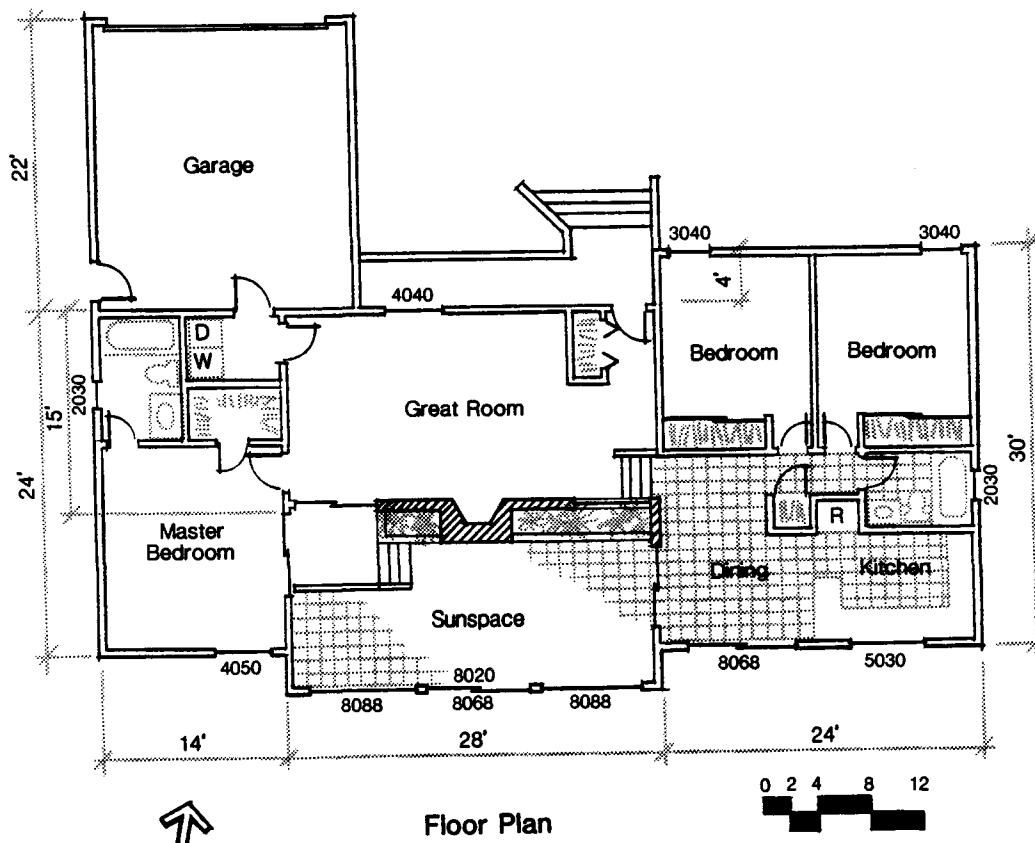 Garage
22'
3040
3040
4'
4040
D
W
Bedroom
Bedroom
2030
15'
Great Room
24'
30'
2030
Master
Bedroom
R
Dining
Kitchen
Sunspace
4050
8020
8088
8068
8088
8068
5030
14'
28'
24'
0 2 4 8 12
Floor Plan